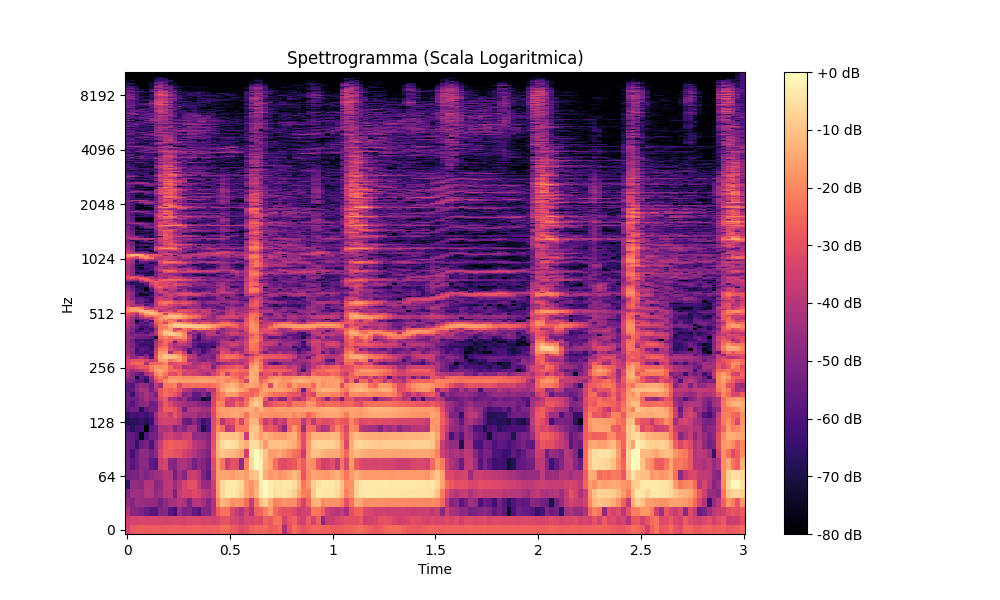 Spettrogramma (Scala Logaritmica)
Hz
8192
4096
2048
1024
512
256
128
64
0
0 0.5 1 1.5 2 2.5 3
Time
+0 dB
-10 dB
-20 dB
-30 dB
-40 dB
-50 dB
-60 dB
-70 dB
-80 dB